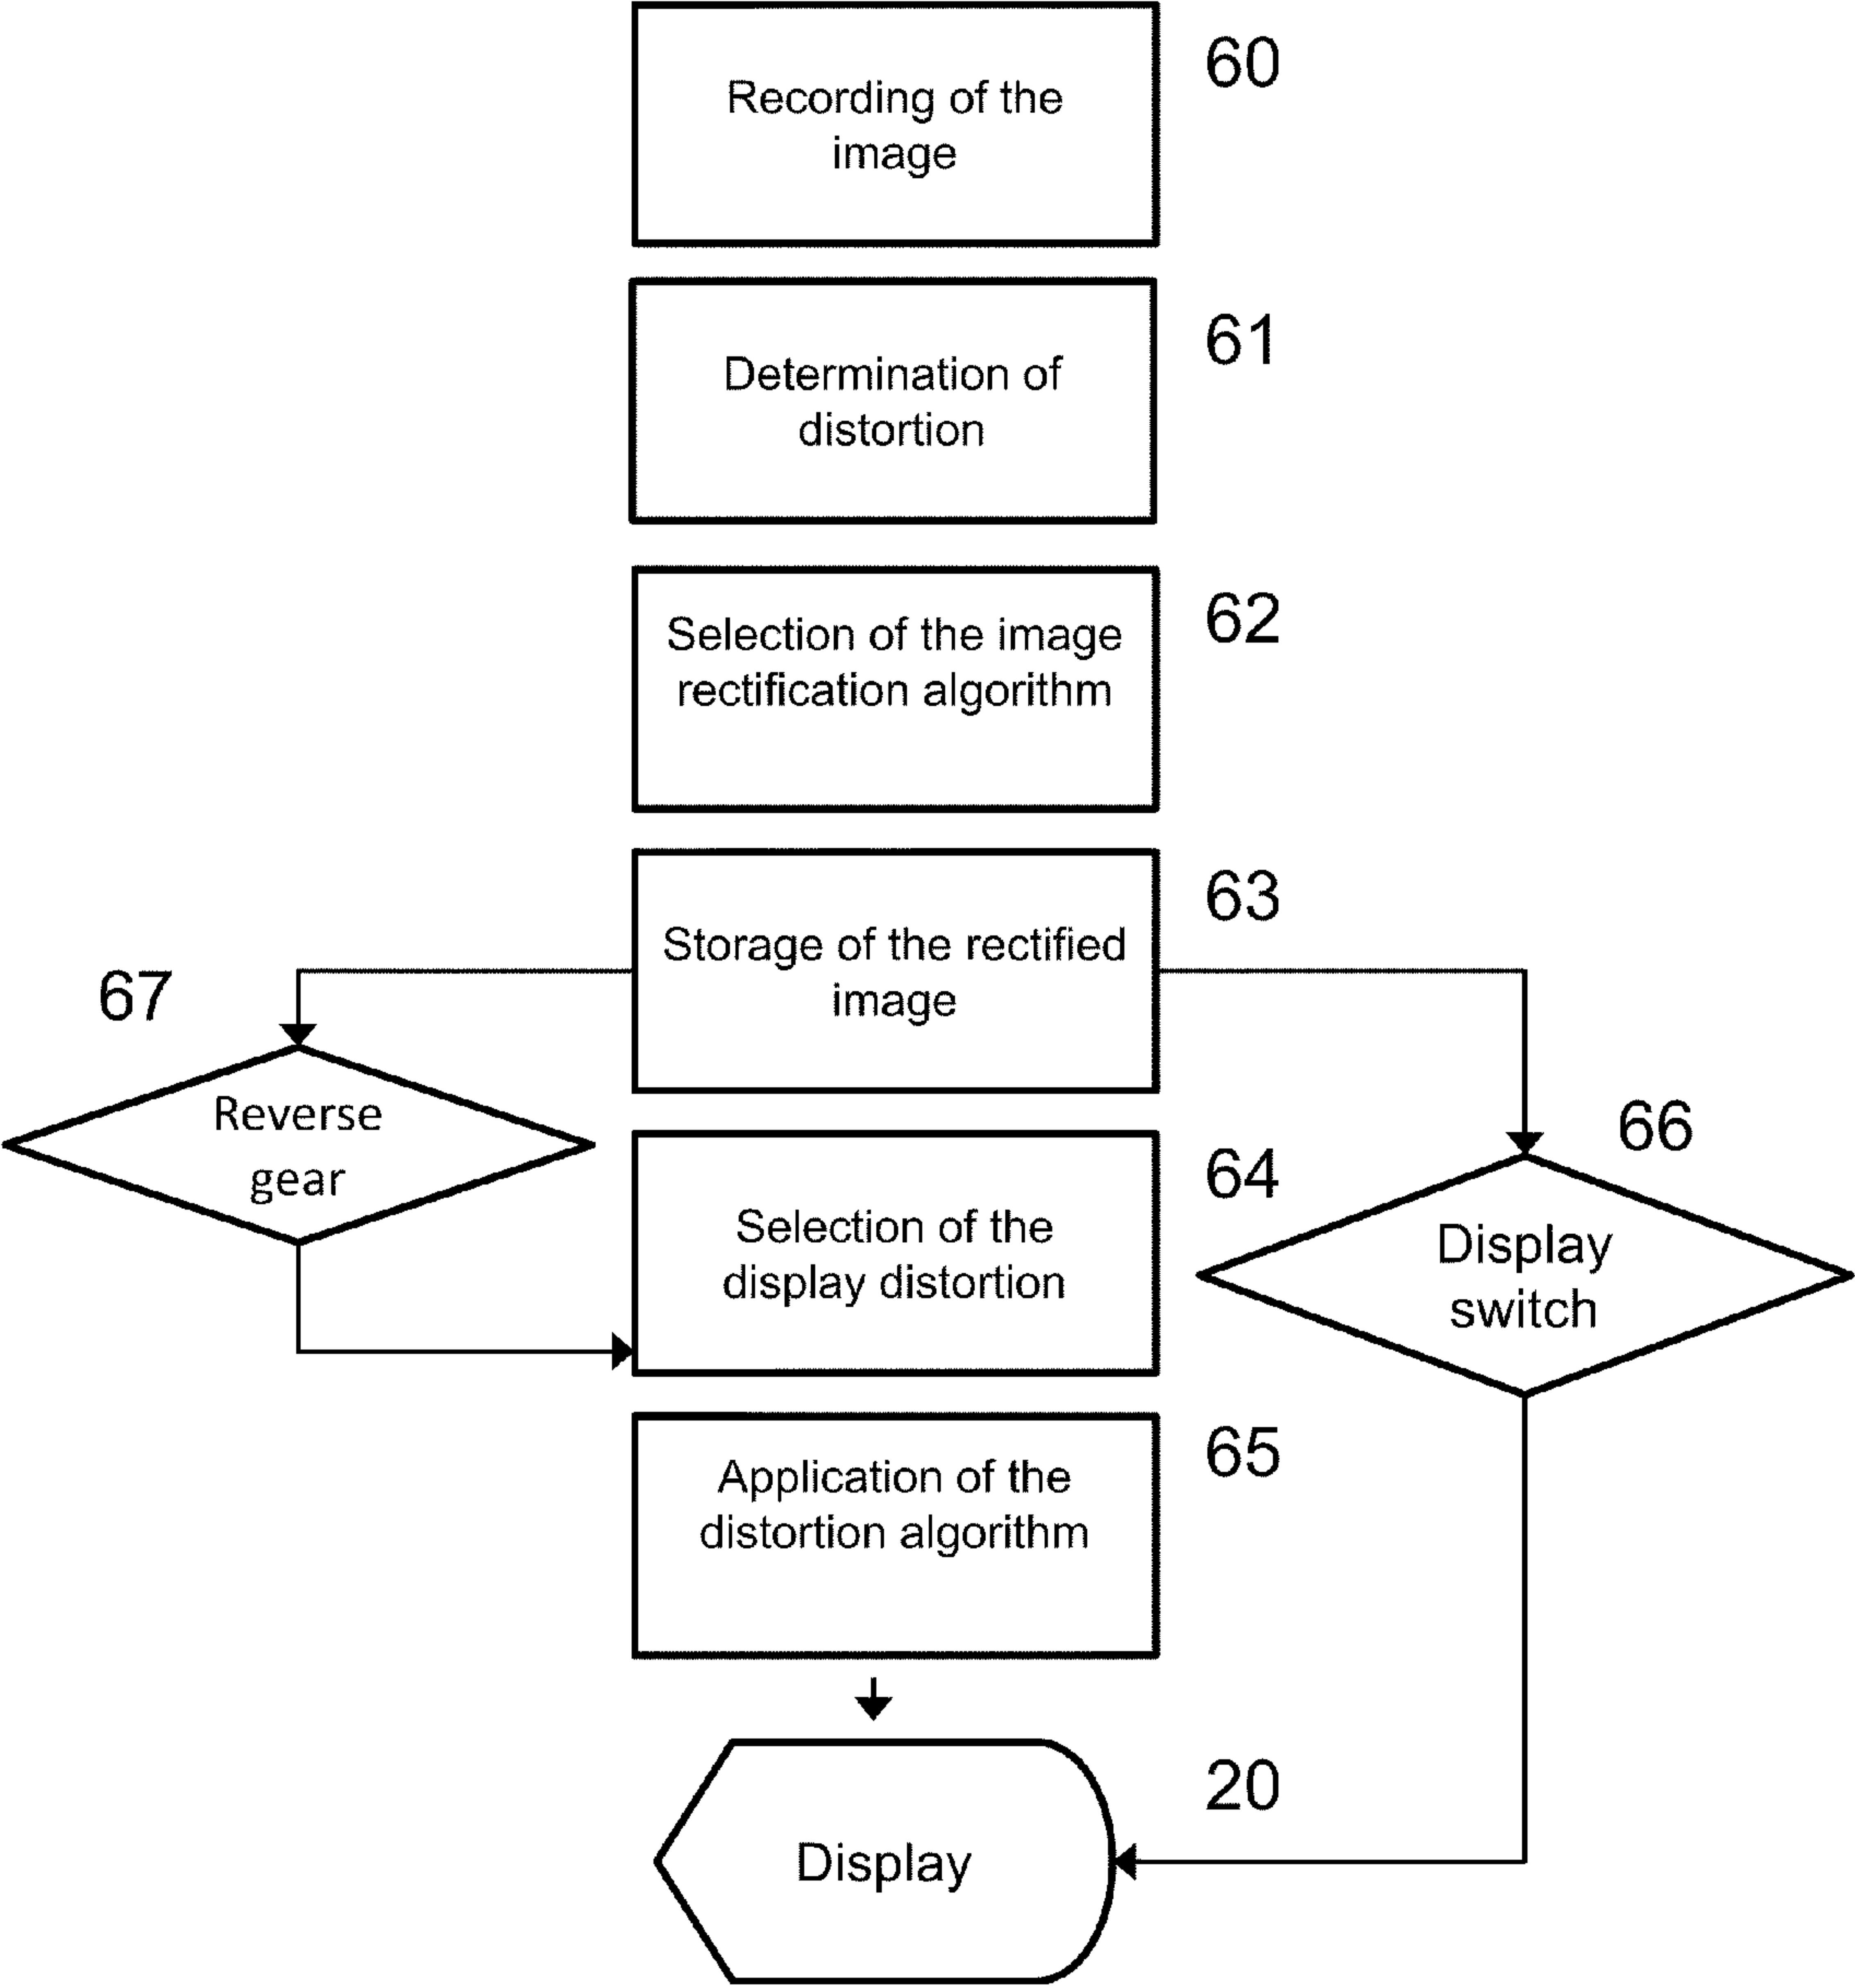 Recording of the
image
60
Determination of
distortion
61
Selection of the image
rectification algorithm
62
Storage of the rectified
image
63
67
Reverse
gear
Selection of the
display distortion
64
66
Display
switch
Application of the
distortion algorithm
65
Display
20